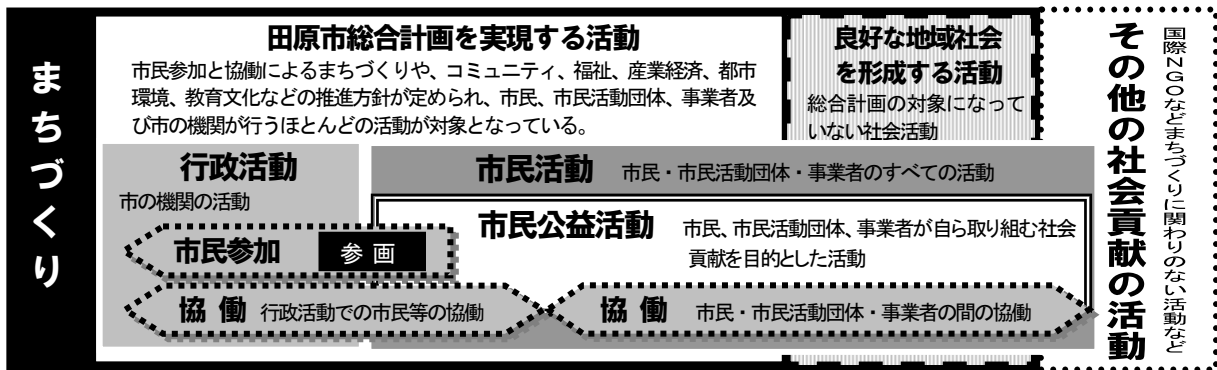 まちづくり
田原市総合計画を実現する活動
市民参加と協働によるまちづくりや、コミュニティ、福祉、産業経済、都市
環境、教育文化などの推進方針が定められ、市民、市民活動団体、事業者及
び市の機関が行うほとんどの活動が対象となっている。
良好な地域社会
を形成する活動
総合計画の対象になって
いない社会活動
その他の社会貢献の活動
国際NGOなどまちづくりに関わりのない活動など
行政活動
市の機関の活動
市民活動 市民・市民活動団体・事業者のすべての活動
市民公益活動 市民、市民活動団体、事業者が自ら取り組む社会
貢献を目的とした活動
市民参加 参画
協働 行政活動での市民等の協働
協働 市民・市民活動団体・事業者の間の協働